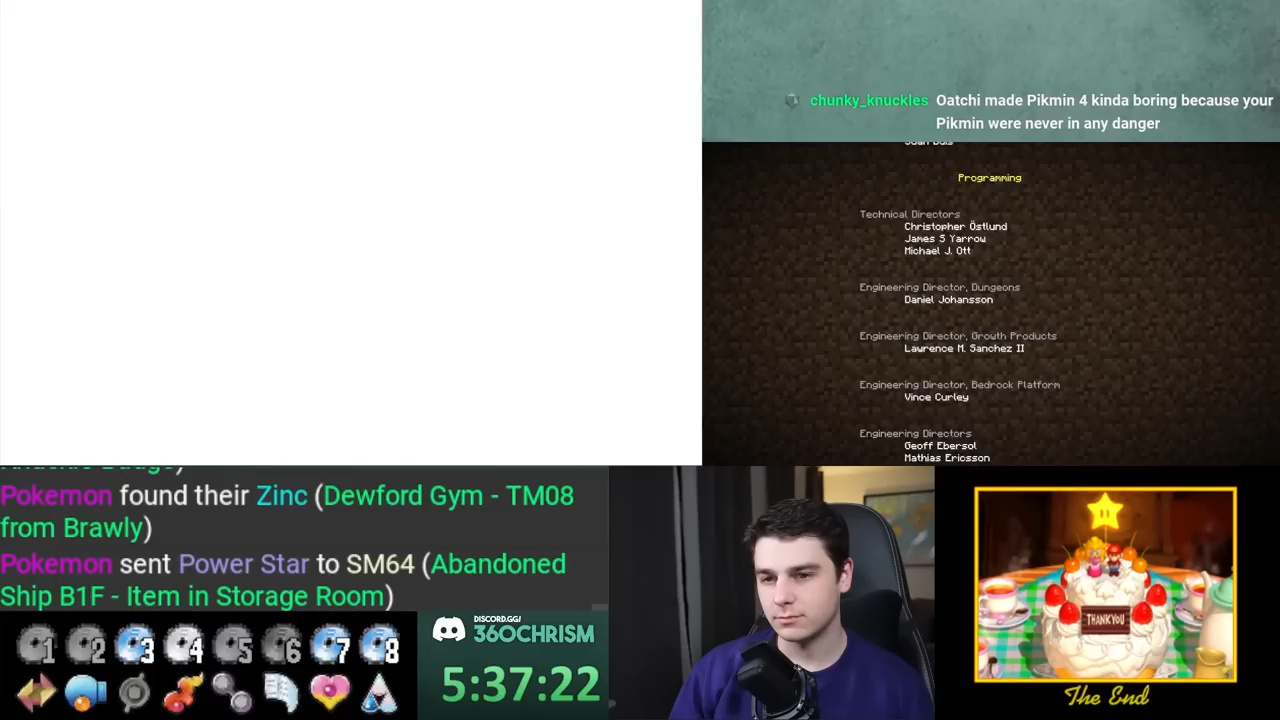 chunky_knuckles Oatchi made Pikmin 4 kinda boring because your
Pikmin were never in any danger
Programming
Technical Directors
Christopher Östlund
James S Yarrow
Michael J. Ott
Engineering Director, Dungeons
Daniel Johansson
Engineering Director, Growth Products
Lawrence M. Sanchez II
Engineering Director, Bedrock Platform
Vince Curley
Engineering Directors
Geoff Ebersol
Mathias Ericsson
Pokemon found their Zinc (Dewford Gym - TM08
from Brawly)
Pokemon sent Power Star to SM64 (Abandoned
Ship B1F - Item in Storage Room)
1 2 3 4 5 6 7 8
DISCORD.GG/
360CHRISM
5:37:22
THANK YOU
The End